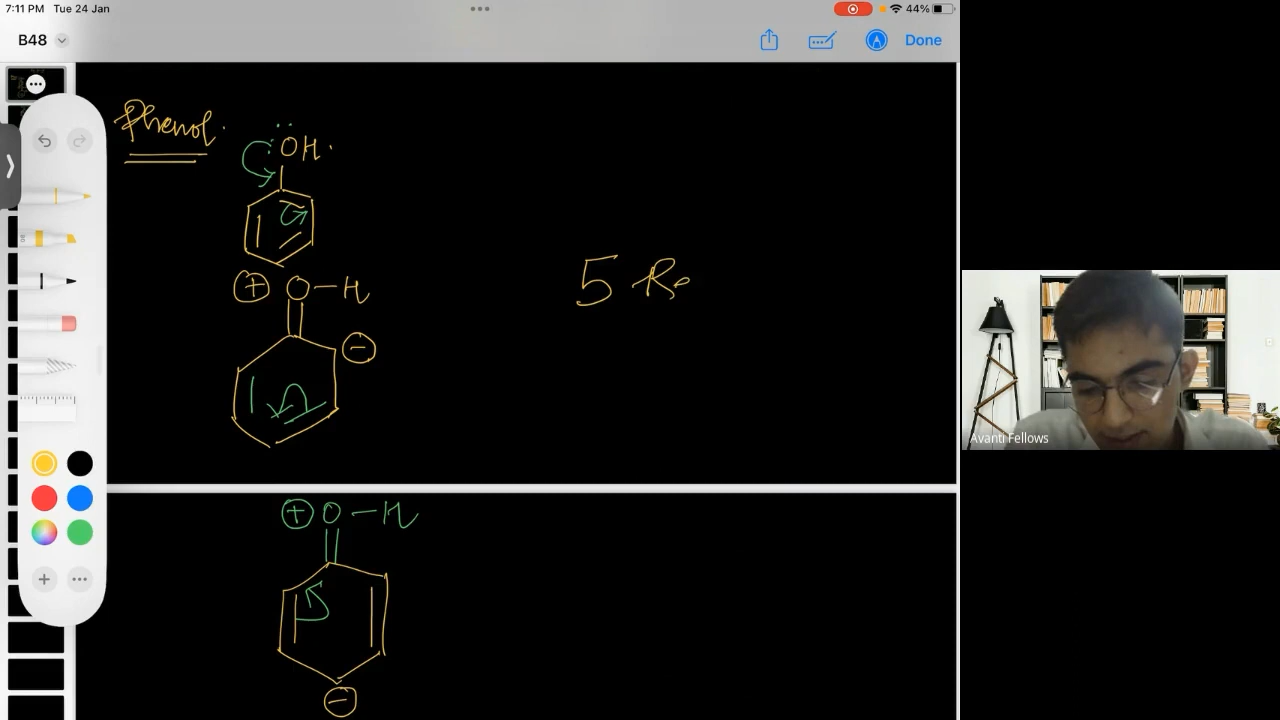 7:11 PM Tue 24 Jan
44%
B48
Done
Phenol.
OH.
+ O-H
-
5 Re
Avanti Fellows
+ O-H
-